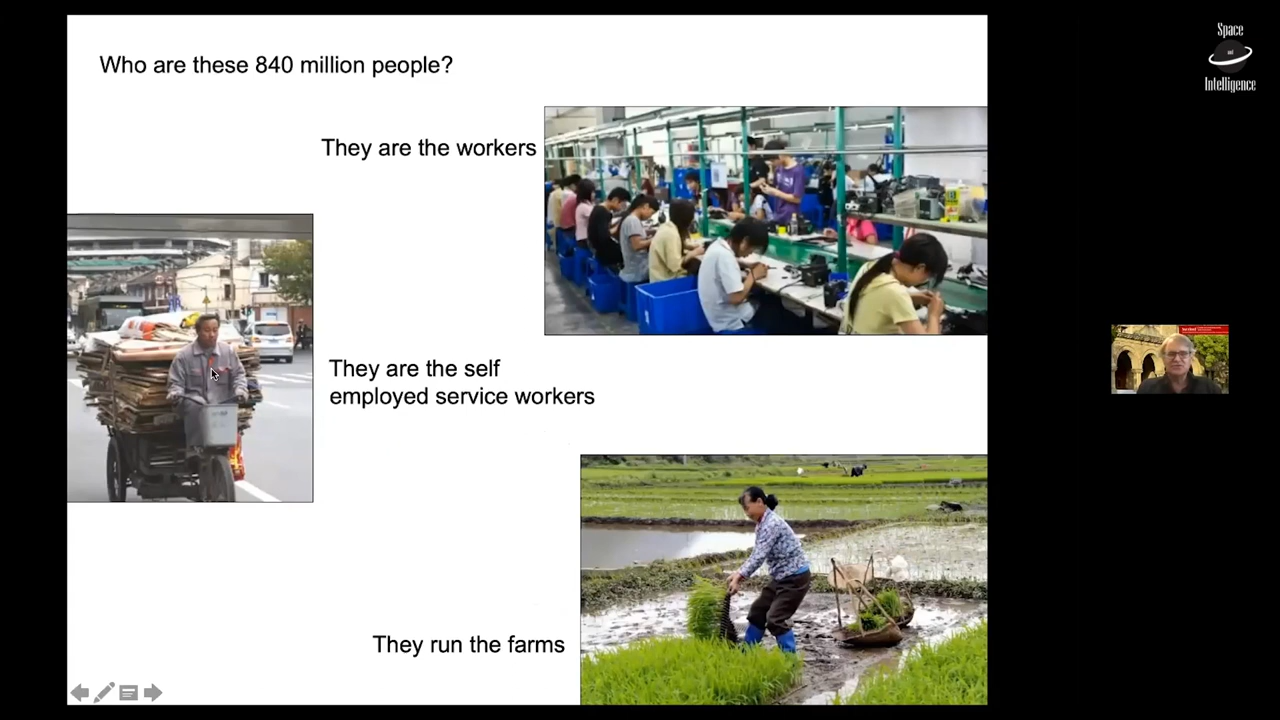 Who are these 840 million people?
They are the workers
They are the self
employed service workers
They run the farms
Space
and
Intelligence